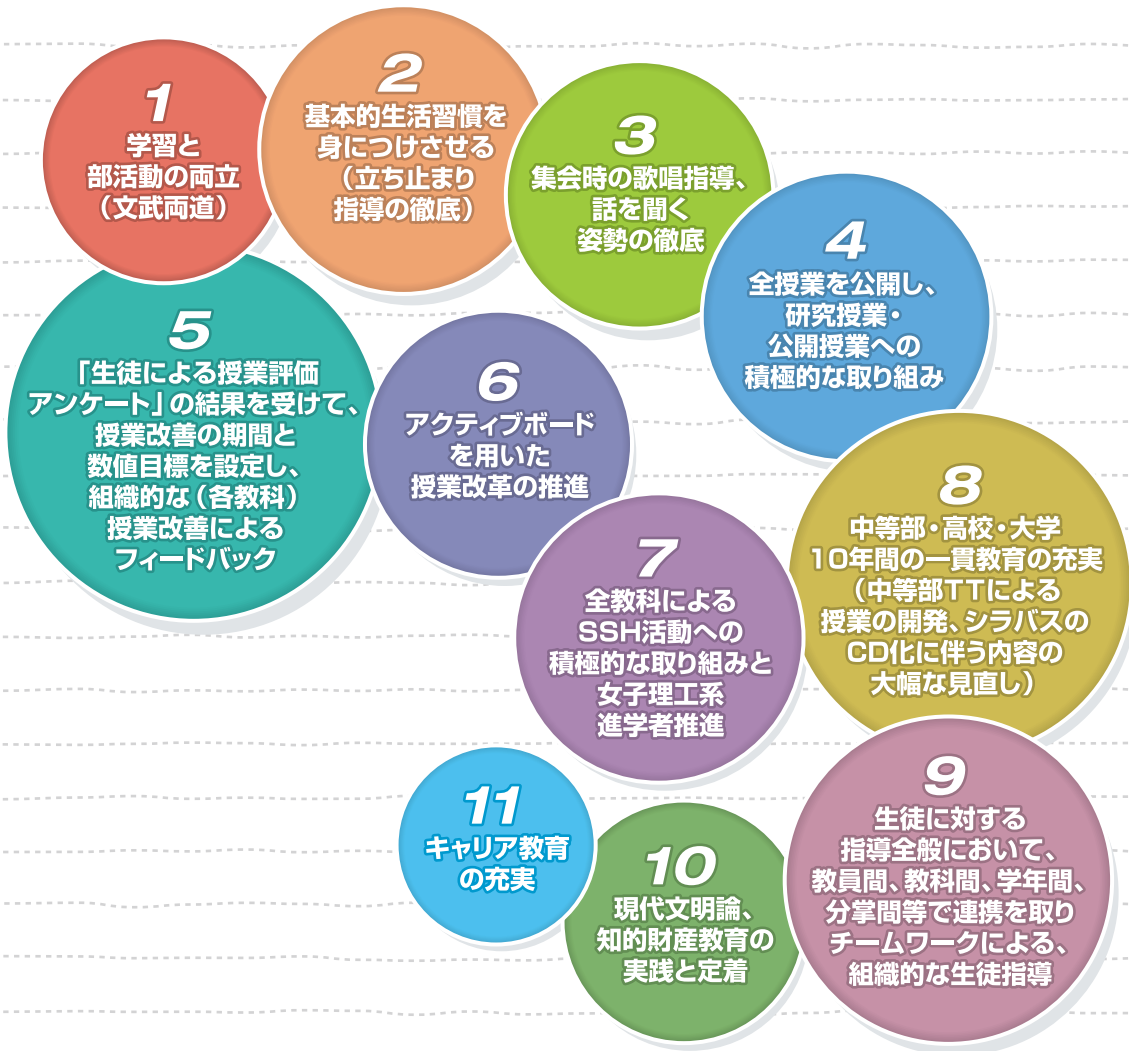 1
学習と
部活動の両立
（文武両道）
2
基本的生活習慣を
身につけさせる
（立ち止まり
指導の徹底）
3
集会時の歌唱指導、
話を聞く
姿勢の徹底
4
全授業を公開し、
研究授業・
公開授業への
積極的な取り組み
5
「生徒による授業評価
アンケート」の結果を受けて、
授業改善の期間と
数値目標を設定し、
組織的な（各教科）
授業改善による
フィードバック
6
アクティブボード
を用いた
授業改革の推進
7
全教科による
SSH活動への
積極的な取り組みと
女子理工系
進学者推進
8
中等部・高校・大学
10年間の一貫教育の充実
（中等部TTによる
授業の開発、シラバスの
CD化に伴う内容の
大幅な見直し）
9
生徒に対する
指導全般において、
教員間、教科間、学年間、
分掌間等で連携を取り
チームワークによる、
組織的な生徒指導
10
現代文明論、
知的財産教育の
実践と定着
11
キャリア教育
の充実